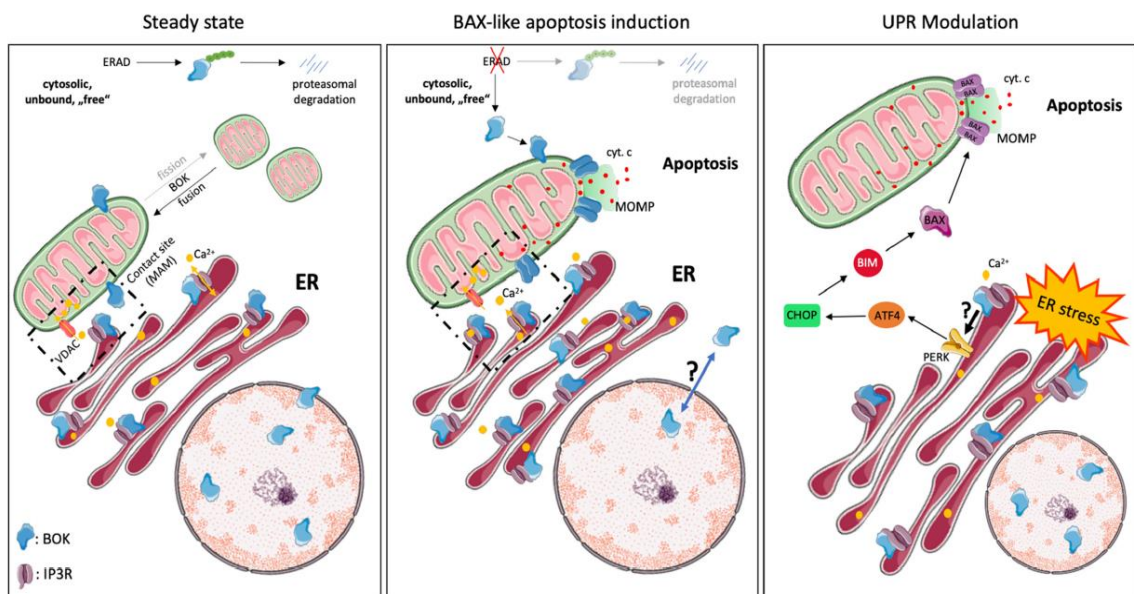 Steady state
ERAD
cytosolic,
unbound, „free“
proteasomal
degradation
fission
BOK
fusion
Contact site
(MAM)
Ca²⁺
ER
VDAC
: BOK
: IP3R
BAX-like apoptosis induction
ERAD
cytosolic,
unbound, „free“
proteasomal
degradation
cyt. c
Apoptosis
MOMP
Ca²⁺
ER
?
UPR Modulation
BAX
BAX
cyt. c
Apoptosis
BAX
BAX
MOMP
BAX
BIM
Ca²⁺
CHOP
ATF4
?
ER stress
PERK